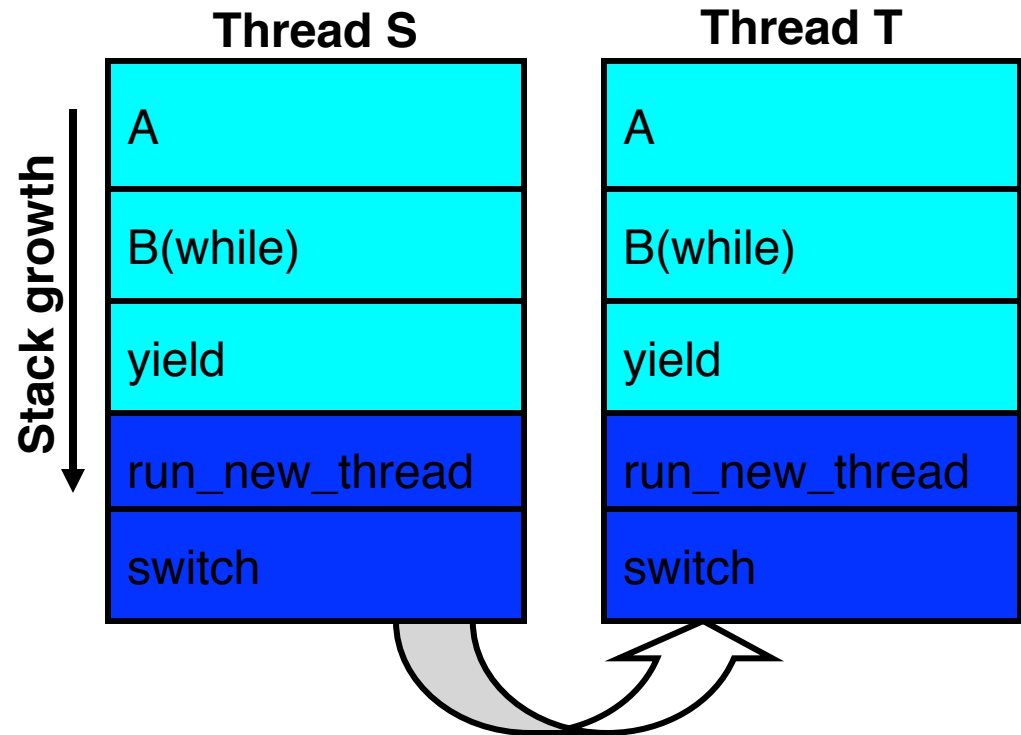 Thread S
Thread T
Stack growth
A
B(while)
yield
run_new_thread
switch
A
B(while)
yield
run_new_thread
switch